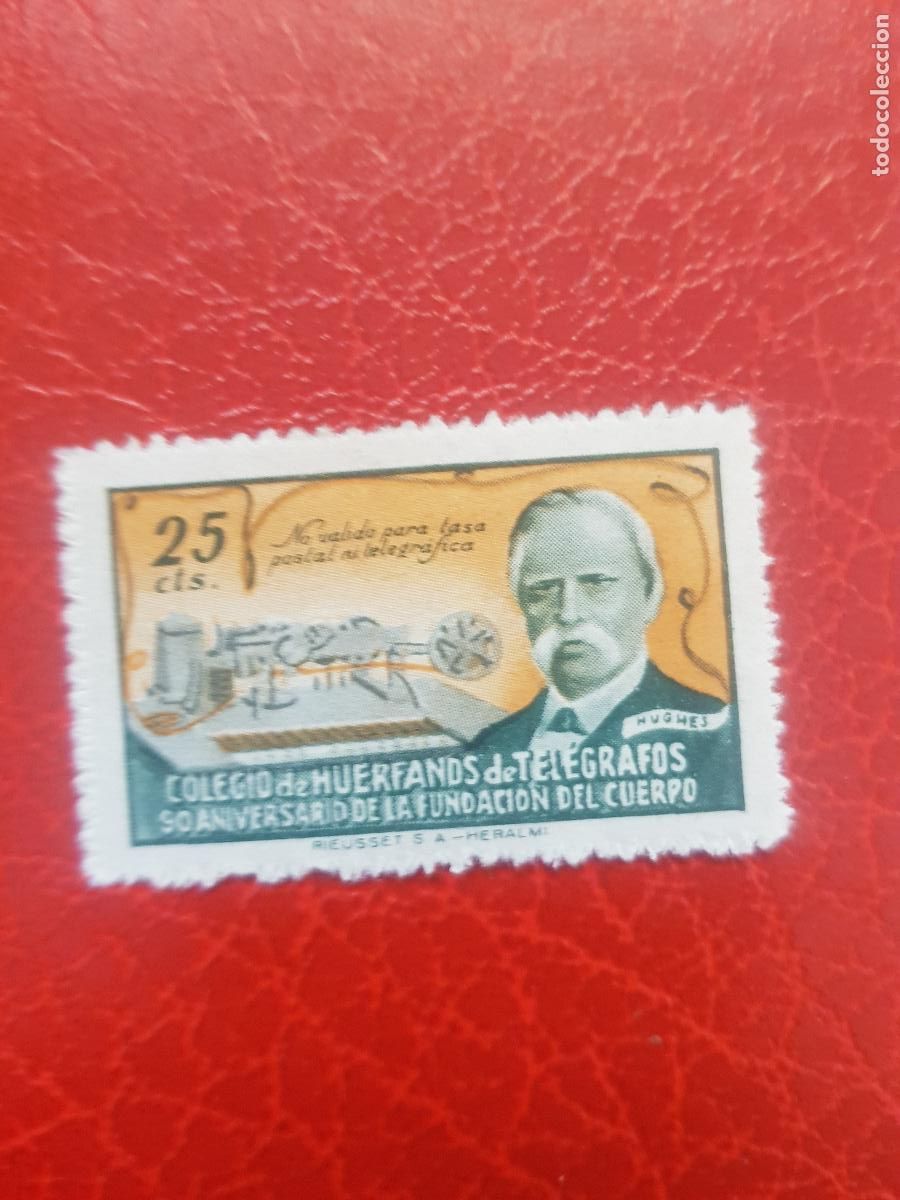 todocoleccion
25
cts.
No valido para tasa
postal ni telegrafica
HUGHES
COLEGIO de HUERFANOS de TELÉGRAFOS
90 ANIVERSARIO DE LA FUNDACION DEL CUERPO
RIEUSSET S A - HERALMI